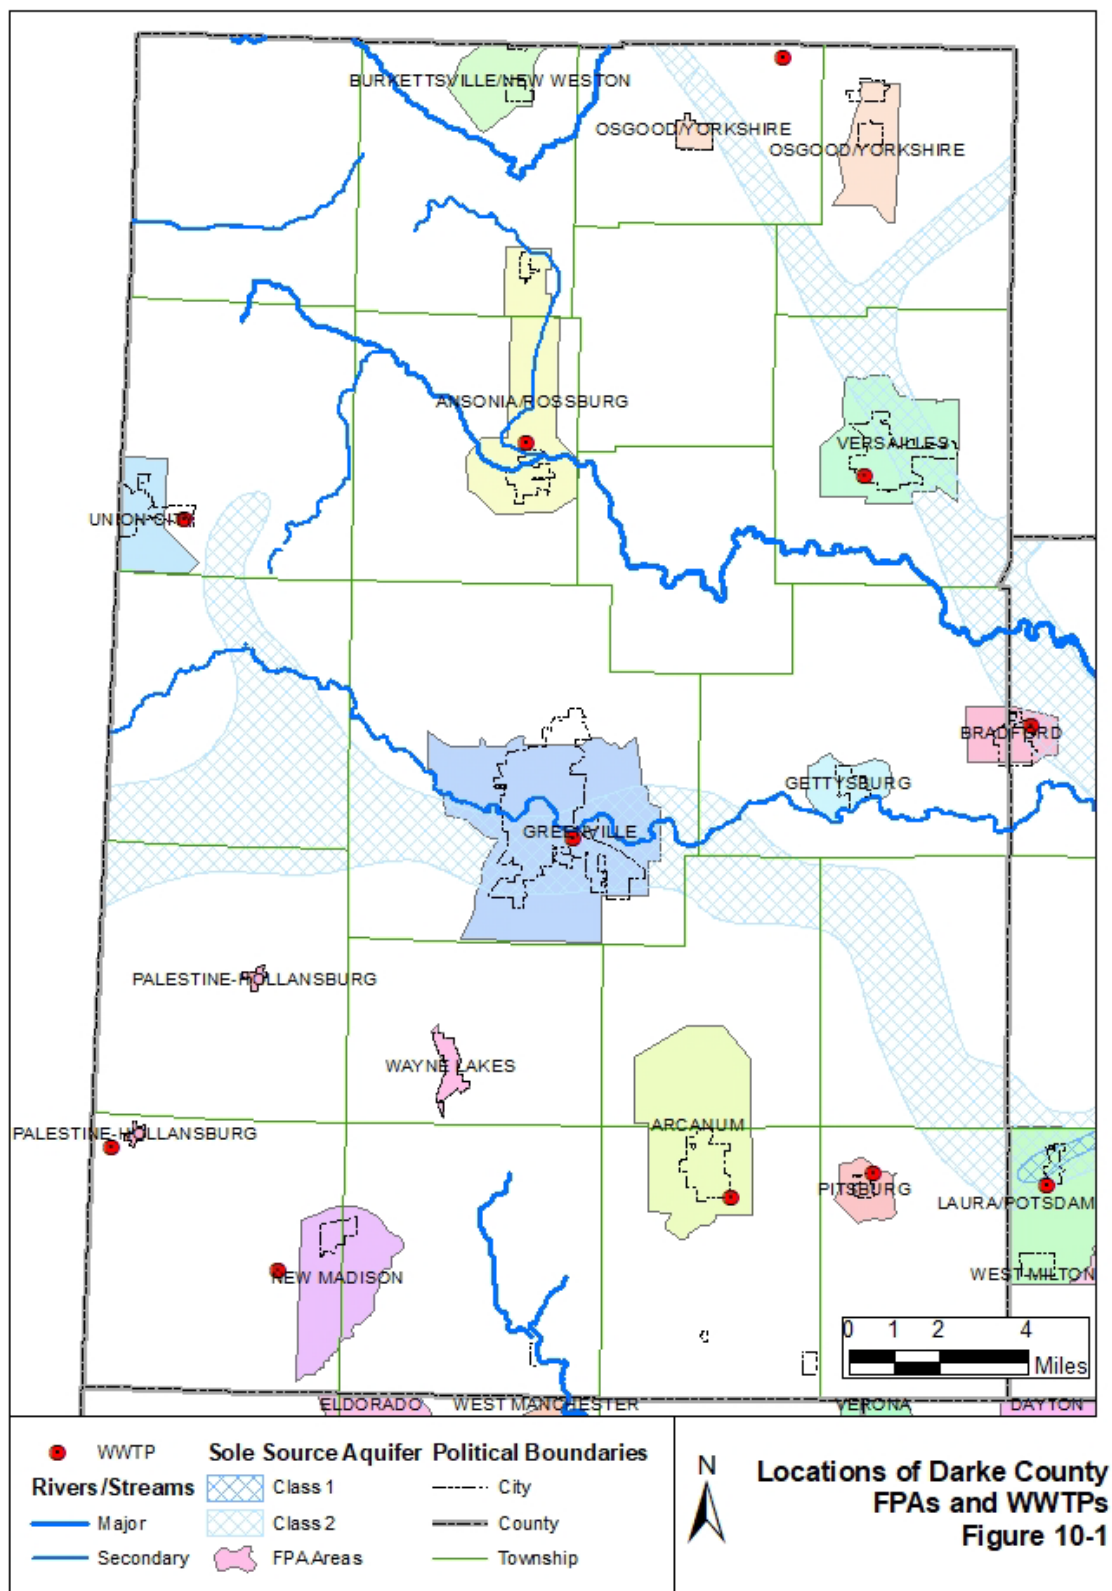 BURKETTSVILLE/NEW WESTON
OSGOOD/YORKSHIRE
OSGOOD/YORKSHIRE
ANSONIA/ROSSBURG
VERSAILLES
UNION CITY
BRADFORD
GETTYSBURG
GREENVILLE
PALESTINE-HOLLANSBURG
WAYNE LAKES
ARCANUM
PALESTINE-HOLLANSBURG
PITSBURG
LAURA/POTSDAM
WEST MILTON
NEW MADISON
0 1 2 4
Miles
ELDORADO
WEST MANCHESTER
VERONA
DAYTON
WWTP
Rivers/Streams
Major
Secondary
Sole Source Aquifer
Class 1
Class 2
FPA Areas
Political Boundaries
City
County
Township
N
Locations of Darke County
FPAs and WWTPs
Figure 10-1